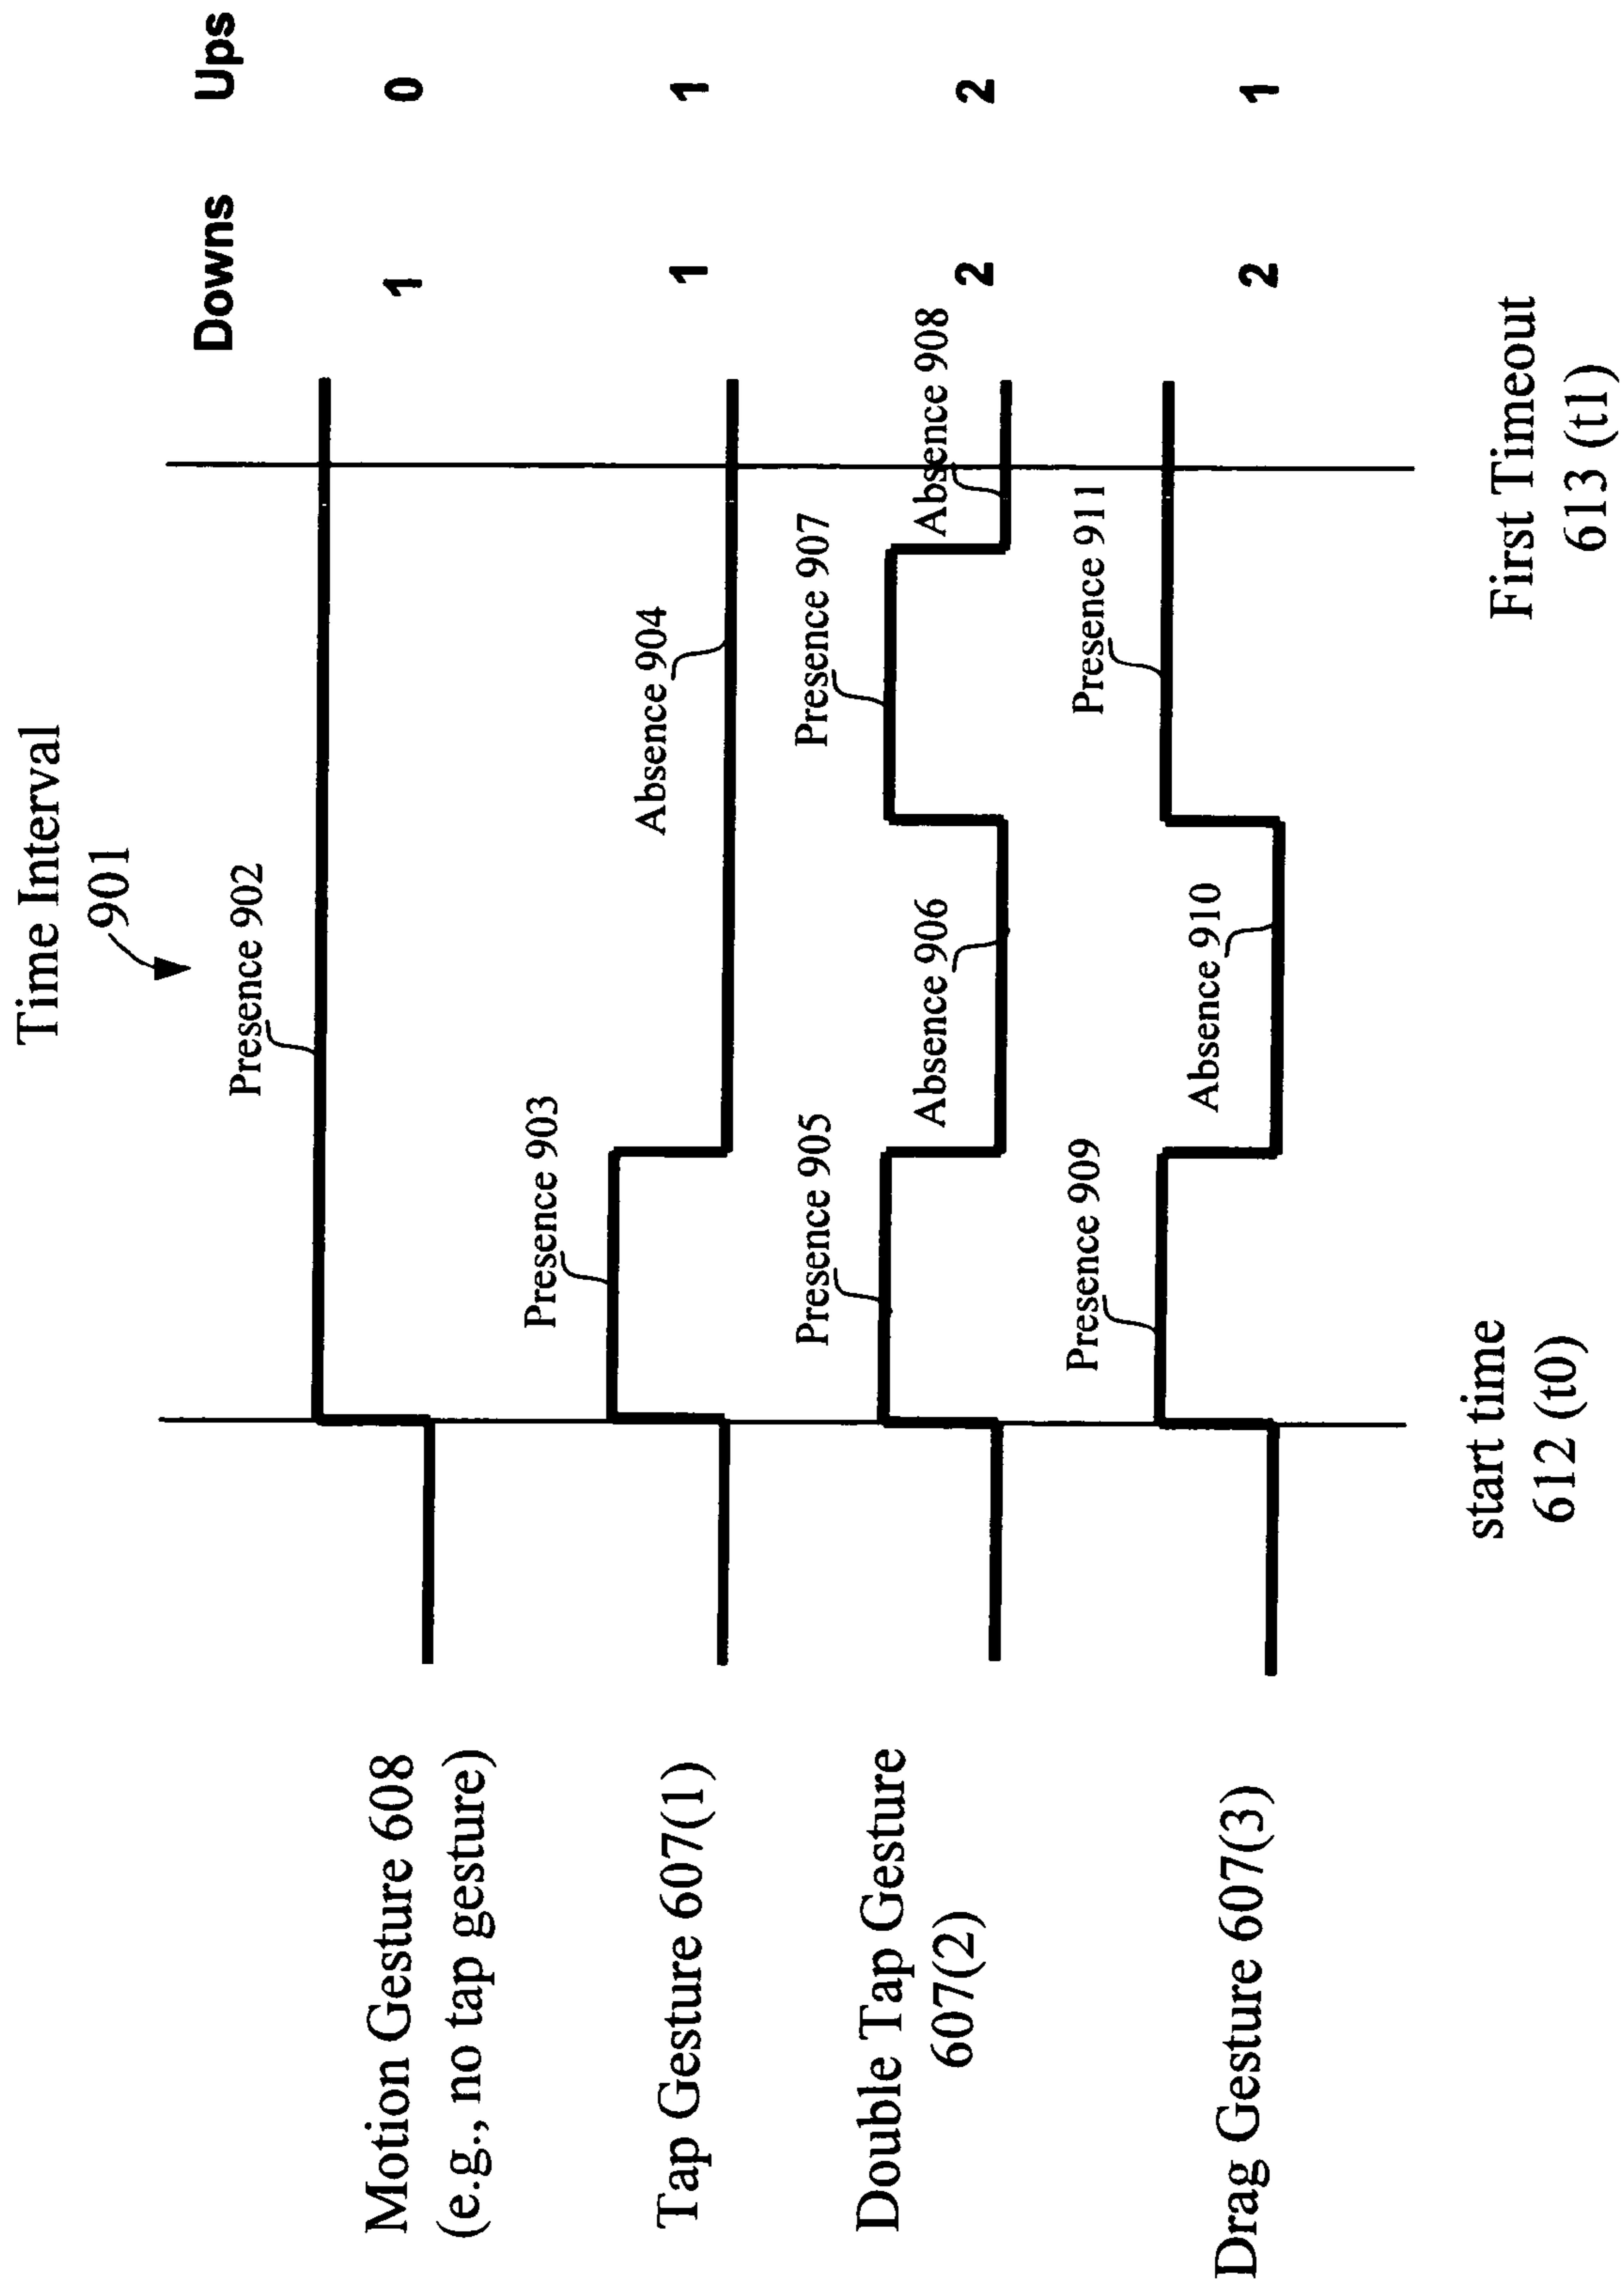 Time Interval
901
Downs
Ups
Presence 902
Motion Gesture 608
(e.g., no tap gesture)
1
0
Presence 903
Absence 904
Tap Gesture 607(1)
1
1
Presence 905
Absence 906
Presence 907
Absence 908
Double Tap Gesture
607(2)
2
2
Presence 909
Absence 910
Presence 911
Drag Gesture 607(3)
2
1
start time
612 (t0)
First Timeout
613 (t1)